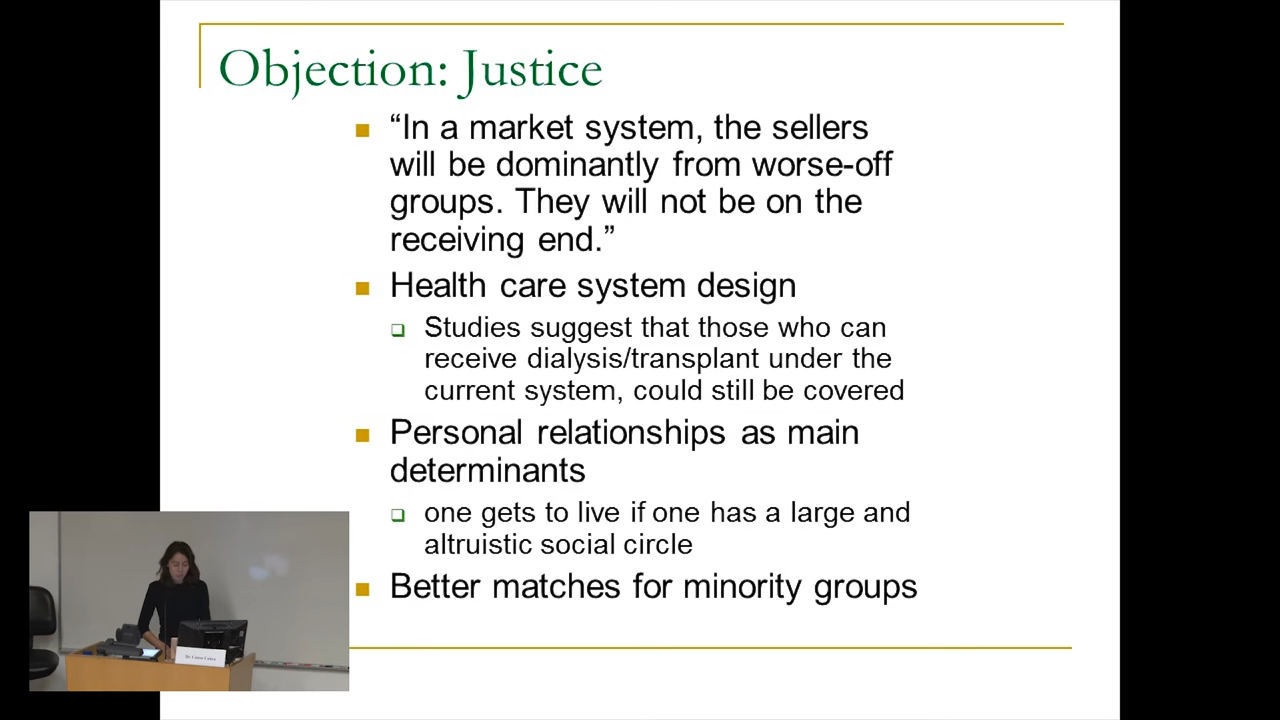 Objection: Justice
“In a market system, the sellers
will be dominantly from worse-off
groups. They will not be on the
receiving end.”
Health care system design
Studies suggest that those who can
receive dialysis/transplant under the
current system, could still be covered
Personal relationships as main
determinants
one gets to live if one has a large and
altruistic social circle
Better matches for minority groups